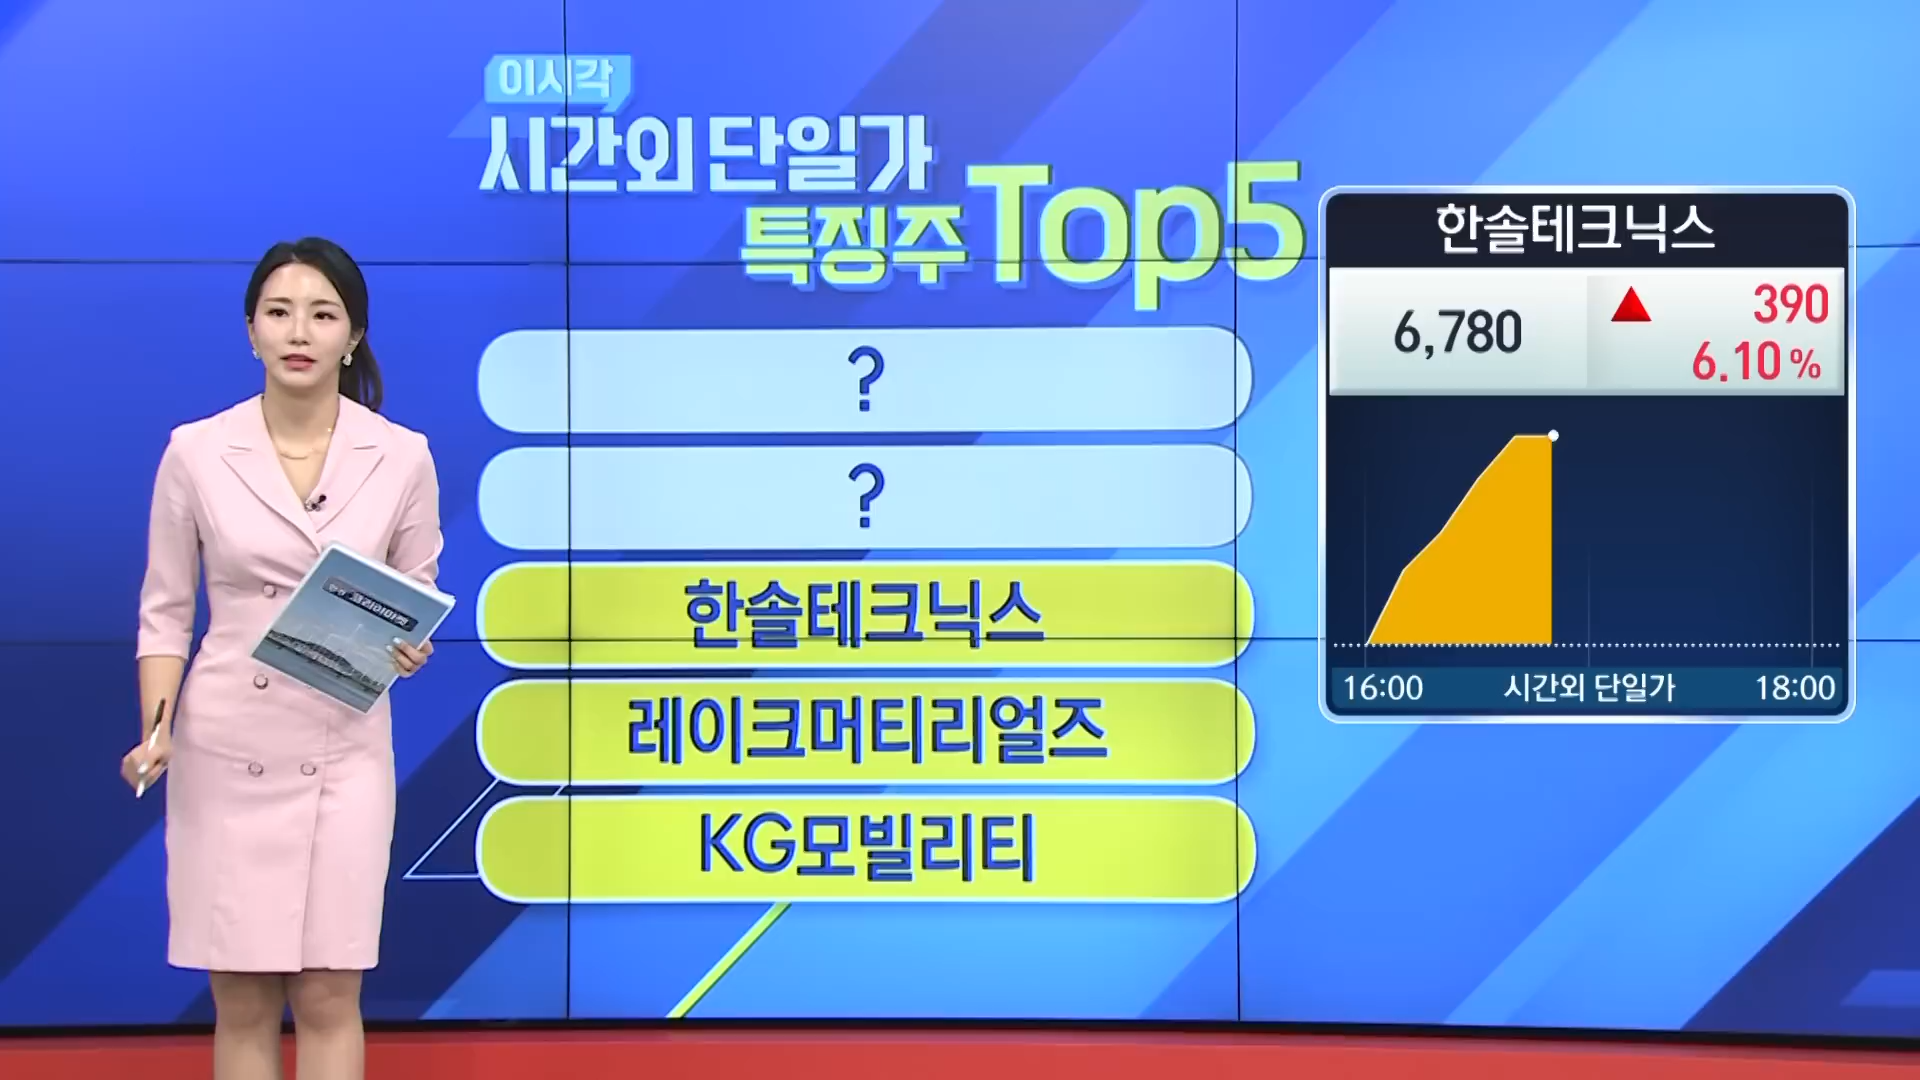 이시각
시간외 단일가
특징주 Top5
?
?
한솔테크닉스
레이크머티리얼즈
KG모빌리티
한솔테크닉스
6,780
▲ 390
6.10%
16:00 시간외 단일가 18:00